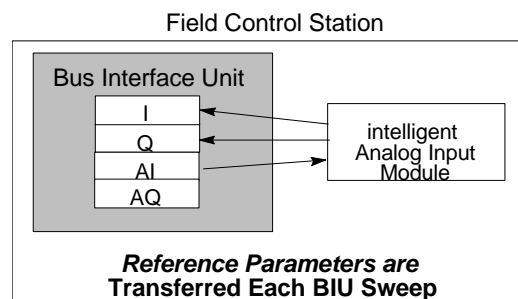 Field Control Station
Bus Interface Unit
I
Q
AI
AQ
intelligent
Analog Input
Module
Reference Parameters are
Transferred Each BIU Sweep